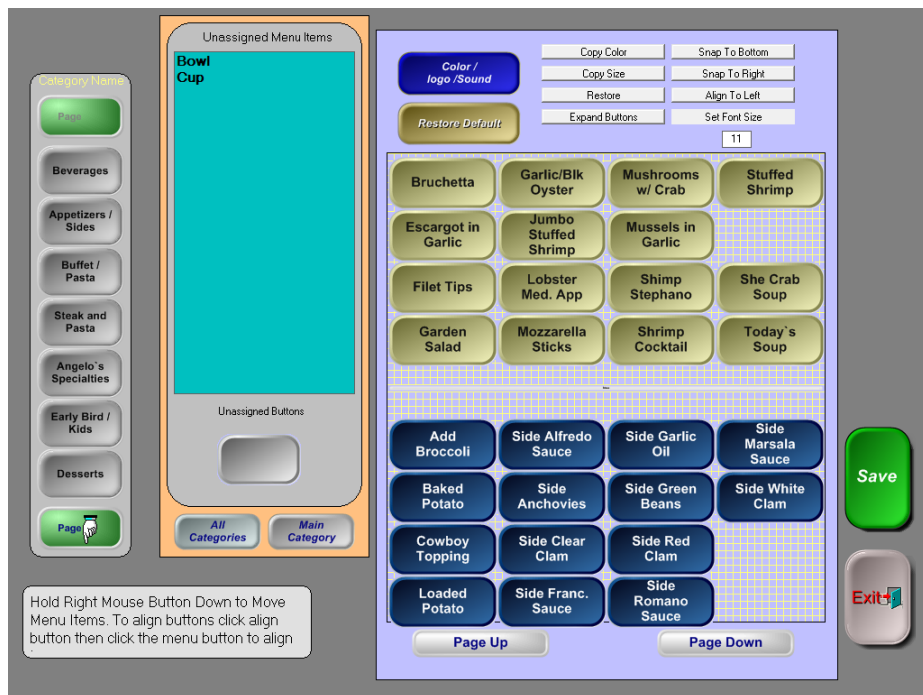 Category Name
Page
Beverages
Appetizers /
Sides
Buffet /
Pasta
Steak and
Pasta
Angelo`s
Specialties
Early Bird /
Kids
Desserts
Page
Unassigned Menu Items
Bowl
Cup
Unassigned Buttons
All
Categories
Main
Category
Hold Right Mouse Button Down to Move
Menu Items. To align buttons click align
button then click the menu button to align
Color /
logo /Sound
Restore Default
Copy Color
Snap To Bottom
Copy Size
Snap To Right
Restore
Align To Left
Expand Buttons
Set Font Size
11
Bruchetta
Garlic/Blk
Oyster
Mushrooms
w/ Crab
Stuffed
Shrimp
Escargot in
Garlic
Jumbo
Stuffed
Shrimp
Mussels in
Garlic
Filet Tips
Lobster
Med. App
Shimp
Stephano
She Crab
Soup
Garden
Salad
Mozzarella
Sticks
Shrimp
Cocktail
Today`s
Soup
Add
Broccoli
Side Alfredo
Sauce
Side Garlic
Oil
Side
Marsala
Sauce
Baked
Potato
Side
Anchovies
Side Green
Beans
Side White
Clam
Cowboy
Topping
Side Clear
Clam
Side Red
Clam
Loaded
Potato
Side Franc.
Sauce
Side
Romano
Sauce
Page Up
Page Down
Save
Exit